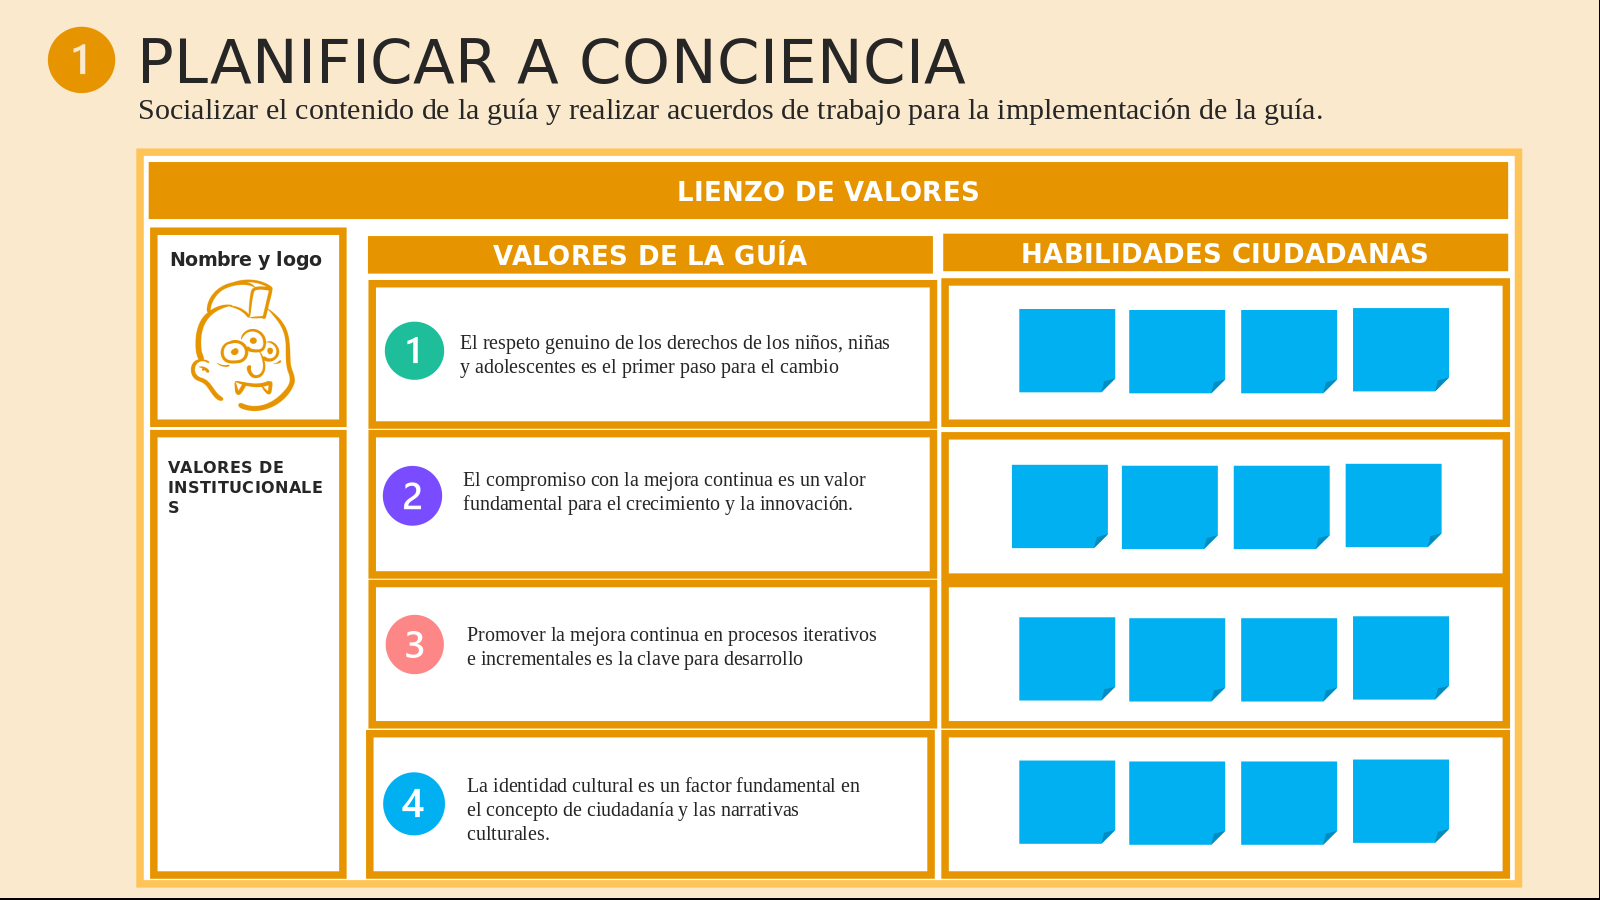 1
PLANIFICAR A CONCIENCIA
Socializar el contenido de la guía y realizar acuerdos de trabajo para la implementación de la guía.
LIENZO DE VALORES
Nombre y logo
VALORES DE
INSTITUCIONALE
S
VALORES DE LA GUÍA
1
El respeto genuino de los derechos de los niños, niñas
y adolescentes es el primer paso para el cambio
2
El compromiso con la mejora continua es un valor
fundamental para el crecimiento y la innovación.
3
Promover la mejora continua en procesos iterativos
e incrementales es la clave para desarrollo
4
La identidad cultural es un factor fundamental en
el concepto de ciudadanía y las narrativas
culturales.
HABILIDADES CIUDADANAS